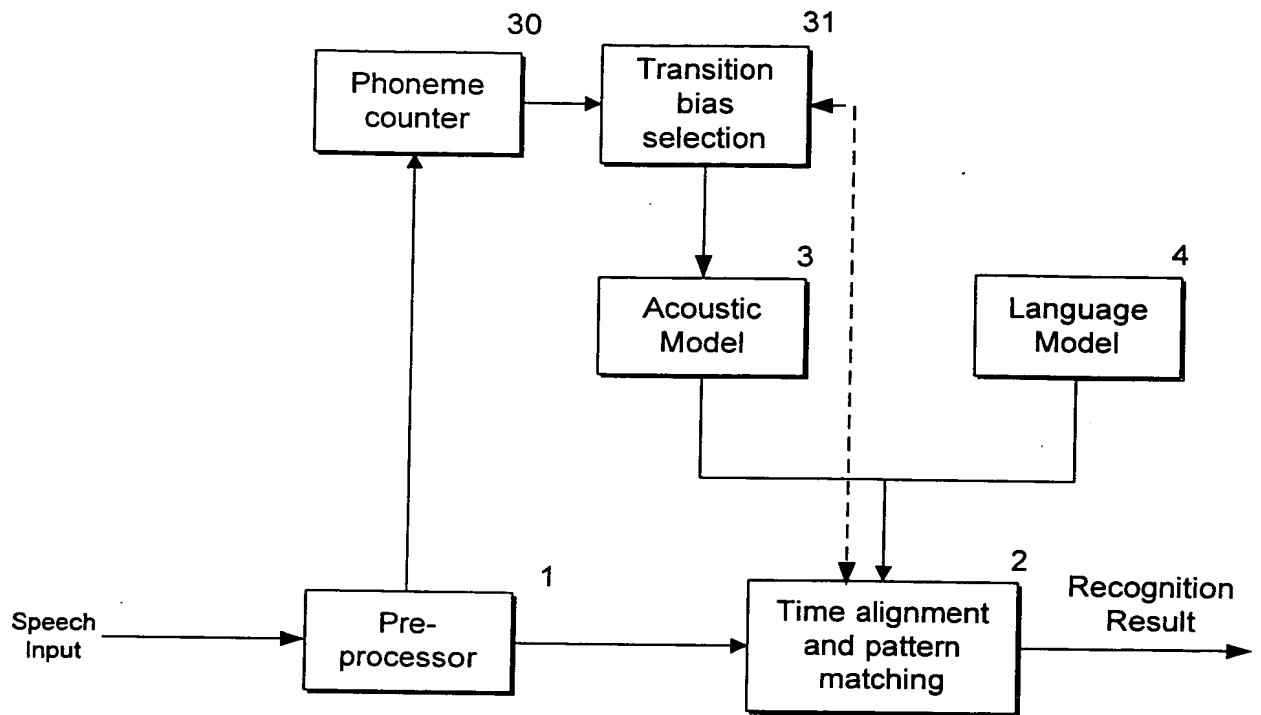 30
31
Phoneme
counter
Transition
bias
selection
3
4
Acoustic
Model
Language
Model
1
2
Speech
Input
Pre-
processor
Time alignment
and pattern
matching
Recognition
Result